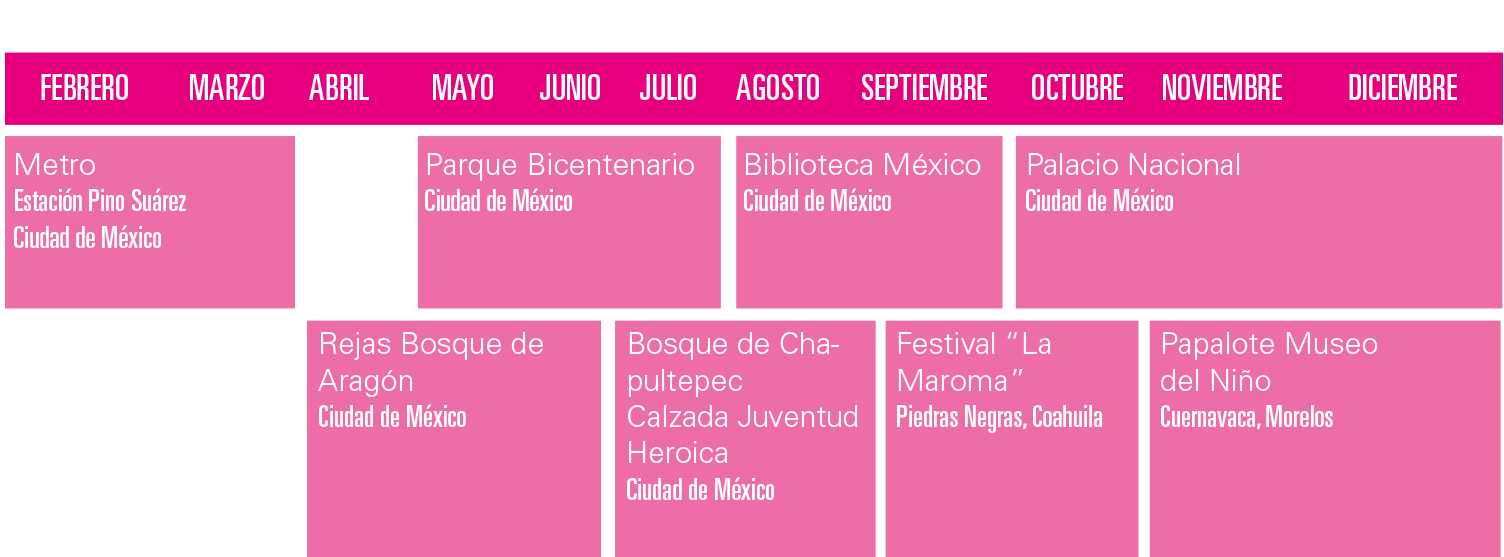 FEBRERO MARZO ABRIL MAYO JUNIO JULIO AGOSTO SEPTIEMBRE OCTUBRE NOVIEMBRE DICIEMBRE
Metro
Estación Pino Suárez
Ciudad de México
Parque Bicentenario
Ciudad de México
Biblioteca México
Ciudad de México
Palacio Nacional
Ciudad de México
Rejas Bosque de
Aragón
Ciudad de México
Bosque de Cha-
pultepec
Calzada Juventud
Heroica
Ciudad de México
Festival “La
Maroma”
Piedras Negras, Coahuila
Papalote Museo
del Niño
Cuernavaca, Morelos